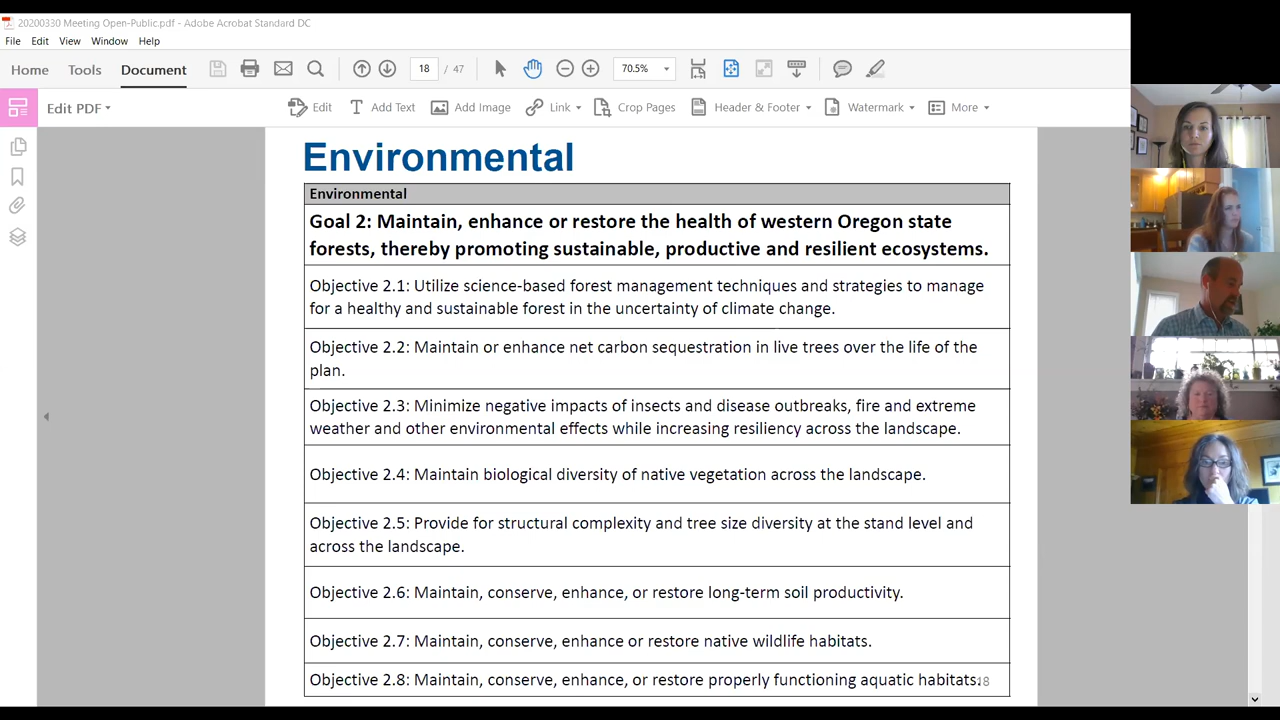 20200330 Meeting Open-Public.pdf - Adobe Acrobat Standard DC
File Edit View Window Help
Home Tools Document 18 / 47 70.5%
Edit PDF Edit Add Text Add Image Link Crop Pages Header & Footer Watermark More
Environmental
Environmental
Goal 2: Maintain, enhance or restore the health of western Oregon state
forests, thereby promoting sustainable, productive and resilient ecosystems.
Objective 2.1: Utilize science-based forest management techniques and strategies to manage
for a healthy and sustainable forest in the uncertainty of climate change.
Objective 2.2: Maintain or enhance net carbon sequestration in live trees over the life of the
plan.
Objective 2.3: Minimize negative impacts of insects and disease outbreaks, fire and extreme
weather and other environmental effects while increasing resiliency across the landscape.
Objective 2.4: Maintain biological diversity of native vegetation across the landscape.
Objective 2.5: Provide for structural complexity and tree size diversity at the stand level and
across the landscape.
Objective 2.6: Maintain, conserve, enhance, or restore long-term soil productivity.
Objective 2.7: Maintain, conserve, enhance or restore native wildlife habitats.
Objective 2.8: Maintain, conserve, enhance, or restore properly functioning aquatic habitats.
18